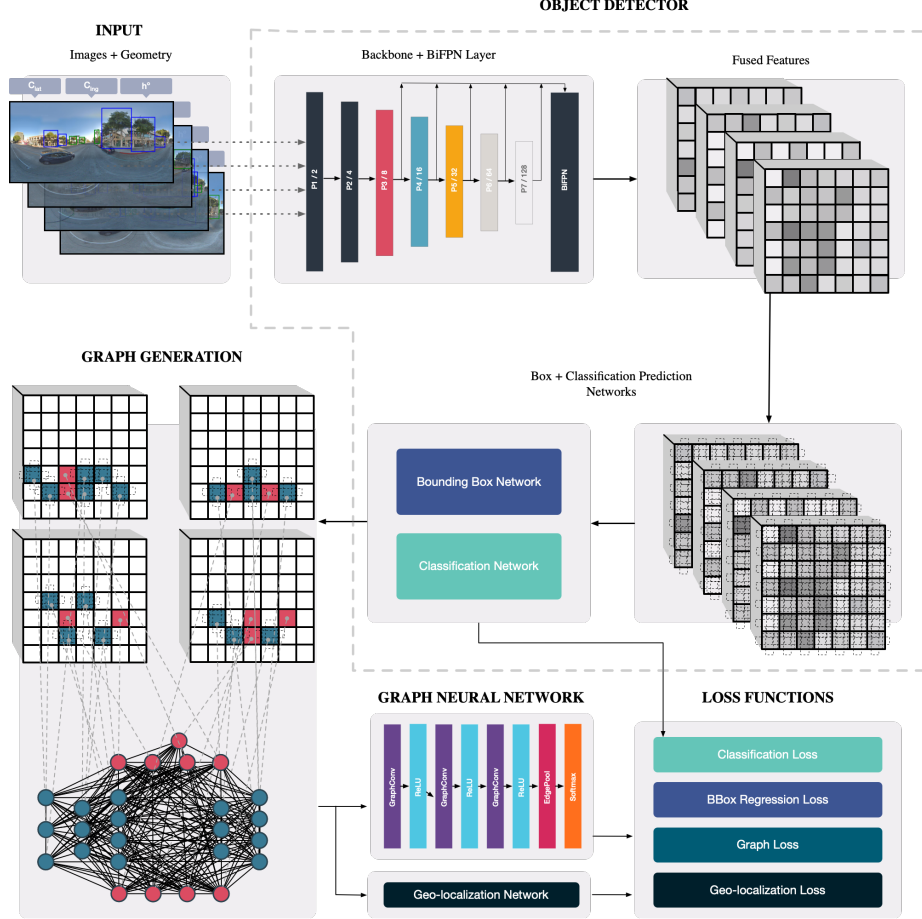 OBJECT DETECTOR
INPUT
Images + Geometry
Backbone + BiFPN Layer
Fused Features
C_lat
C_lng
h°
P1 / 2
P2 / 4
P3 / 8
P4 / 16
P5 / 32
P6 / 64
P7 / 128
BiFPN
GRAPH GENERATION
Box + Classification Prediction
Networks
Bounding Box Network
Classification Network
GRAPH NEURAL NETWORK
LOSS FUNCTIONS
GraphConv
ReLU
GraphConv
ReLU
GraphConv
ReLU
EdgePool
Softmax
Classification Loss
BBox Regression Loss
Graph Loss
Geo-localization Loss
Geo-localization Network